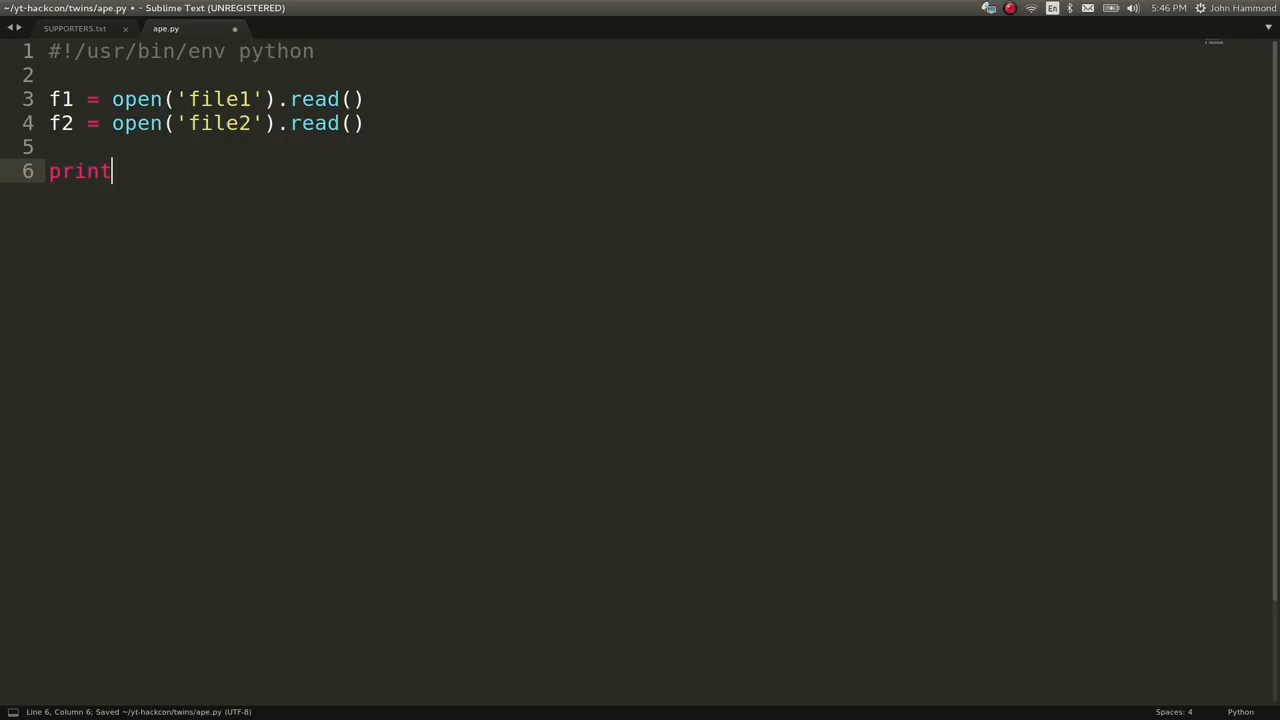 ~/yt-hackcon/twins/ape.py • - Sublime Text (UNREGISTERED)
En
5:46 PM
John Hammond
SUPPORTERS.txt
ape.py
1 #!/usr/bin/env python
2
3 f1 = open('file1').read()
4 f2 = open('file2').read()
5
6 print
Line 6, Column 6; Saved ~/yt-hackcon/twins/ape.py (UTF-8)
Spaces: 4
Python